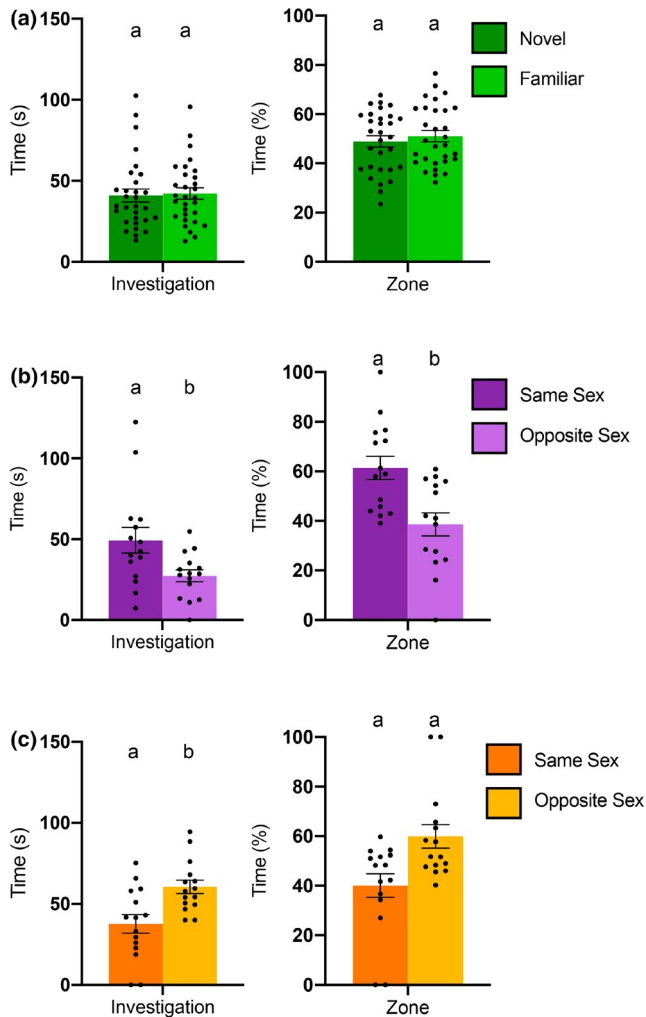 (a)
150
100
50
0
Time (s)
a a
Investigation
100
80
60
40
20
0
Time (%)
a a
Zone
Novel
Familiar
(b)
150
100
50
0
Time (s)
a b
Investigation
100
80
60
40
20
0
Time (%)
a b
Zone
Same Sex
Opposite Sex
(c)
150
100
50
0
Time (s)
a b
Investigation
100
80
60
40
20
0
Time (%)
a a
Zone
Same Sex
Opposite Sex